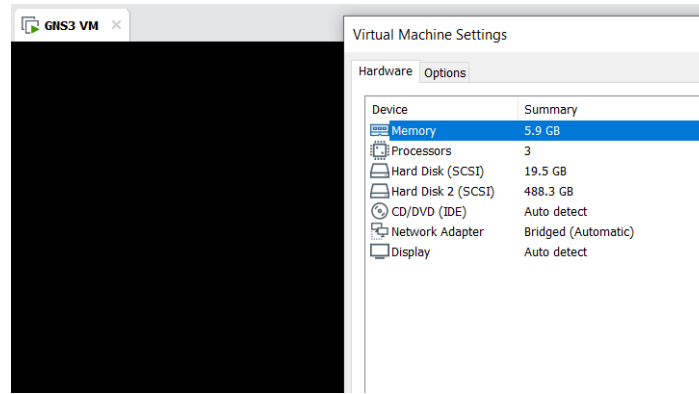 GNS3 VM
Virtual Machine Settings
Hardware Options
Device Summary
Memory 5.9 GB
Processors 3
Hard Disk (SCSI) 19.5 GB
Hard Disk 2 (SCSI) 488.3 GB
CD/DVD (IDE) Auto detect
Network Adapter Bridged (Automatic)
Display Auto detect